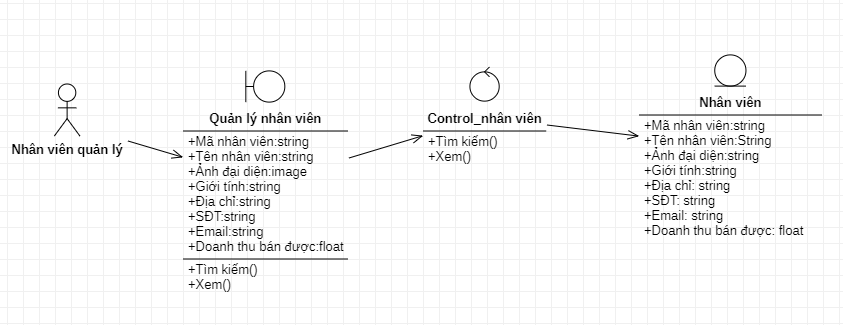 Nhân viên quản lý
Quản lý nhân viên
+Mã nhân viên:string
+Tên nhân viên:string
+Ảnh đại diện:image
+Giới tính:string
+Địa chỉ:string
+SĐT:string
+Email:string
+Doanh thu bán được:float
+Tìm kiếm()
+Xem()
Control_nhân viên
+Tìm kiếm()
+Xem()
Nhân viên
+Mã nhân viên:string
+Tên nhân viên:String
+Ảnh đại diện:string
+Giới tính:string
+Địa chỉ: string
+SĐT: string
+Email: string
+Doanh thu bán được: float